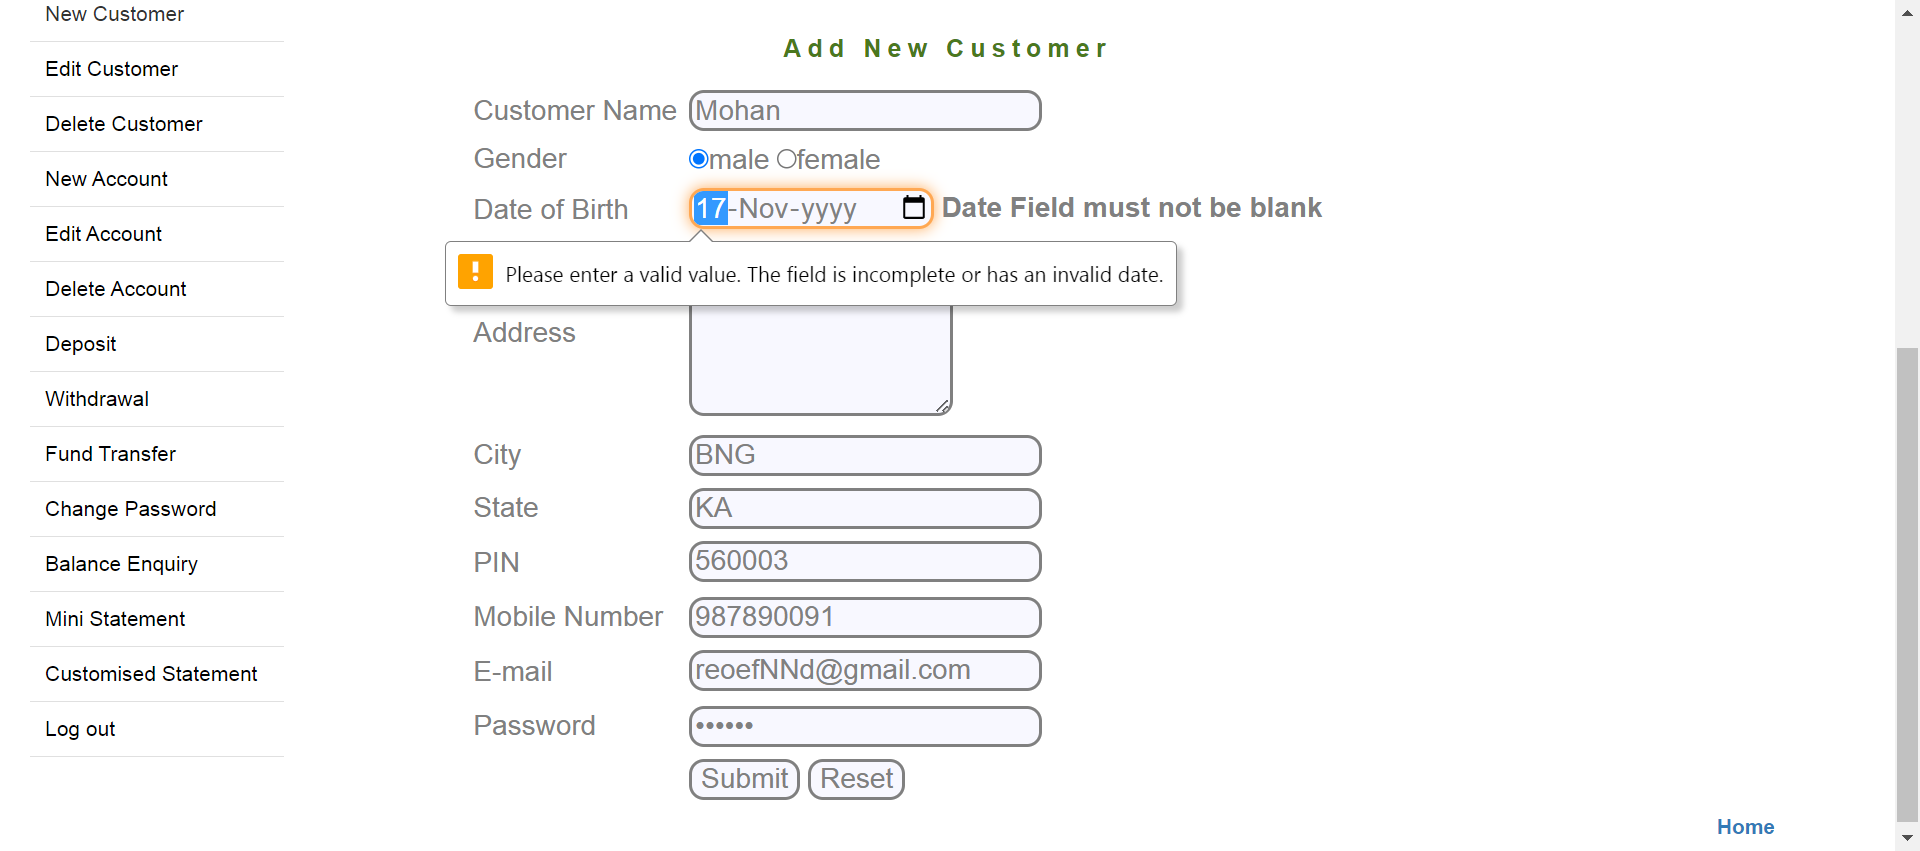 New Customer
Edit Customer
Delete Customer
New Account
Edit Account
Delete Account
Deposit
Withdrawal
Fund Transfer
Change Password
Balance Enquiry
Mini Statement
Customised Statement
Log out
Add New Customer
Customer Name Mohan
Gender male female
Date of Birth 17-Nov-yyyy Date Field must not be blank
Please enter a valid value. The field is incomplete or has an invalid date.
Address
City BNG
State KA
PIN 560003
Mobile Number 987890091
E-mail reoefNNd@gmail.com
Password ••••••
Submit Reset
Home